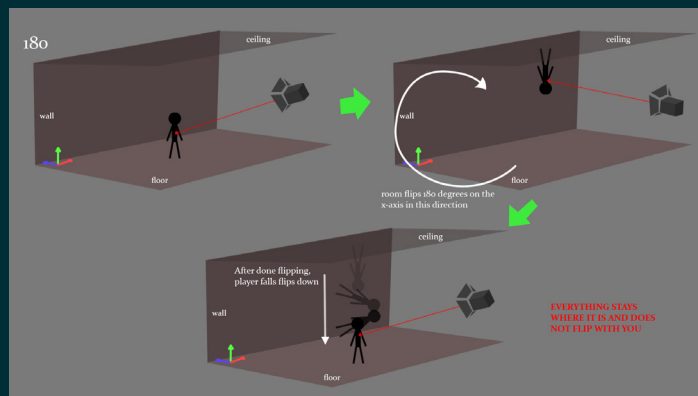 180
ceiling
wall
floor
ceiling
wall
floor
room flips 180 degrees on the
x-axis in this direction
ceiling
After done flipping,
player falls flips down
wall
floor
EVERYTHING STAYS
WHERE IT IS AND DOES
NOT FLIP WITH YOU